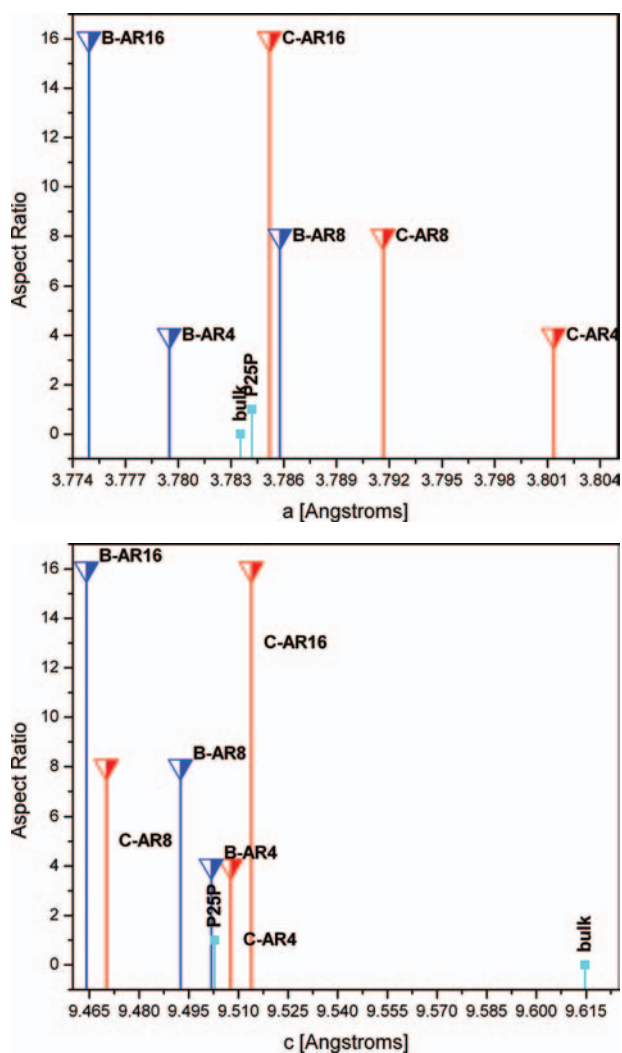 16
14
12
10
8
6
4
2
0
Aspect Ratio
B-AR16
C-AR16
B-AR8
C-AR8
B-AR4
C-AR4
bulk
P25P
3.774 3.777 3.780 3.783 3.786 3.789 3.792 3.795 3.798 3.801 3.804
a [Angstroms]
16
14
12
10
8
6
4
2
0
Aspect Ratio
B-AR16
C-AR16
B-AR8
C-AR8
B-AR4
P25P
C-AR4
bulk
9.465 9.480 9.495 9.510 9.525 9.540 9.555 9.570 9.585 9.600 9.615
c [Angstroms]